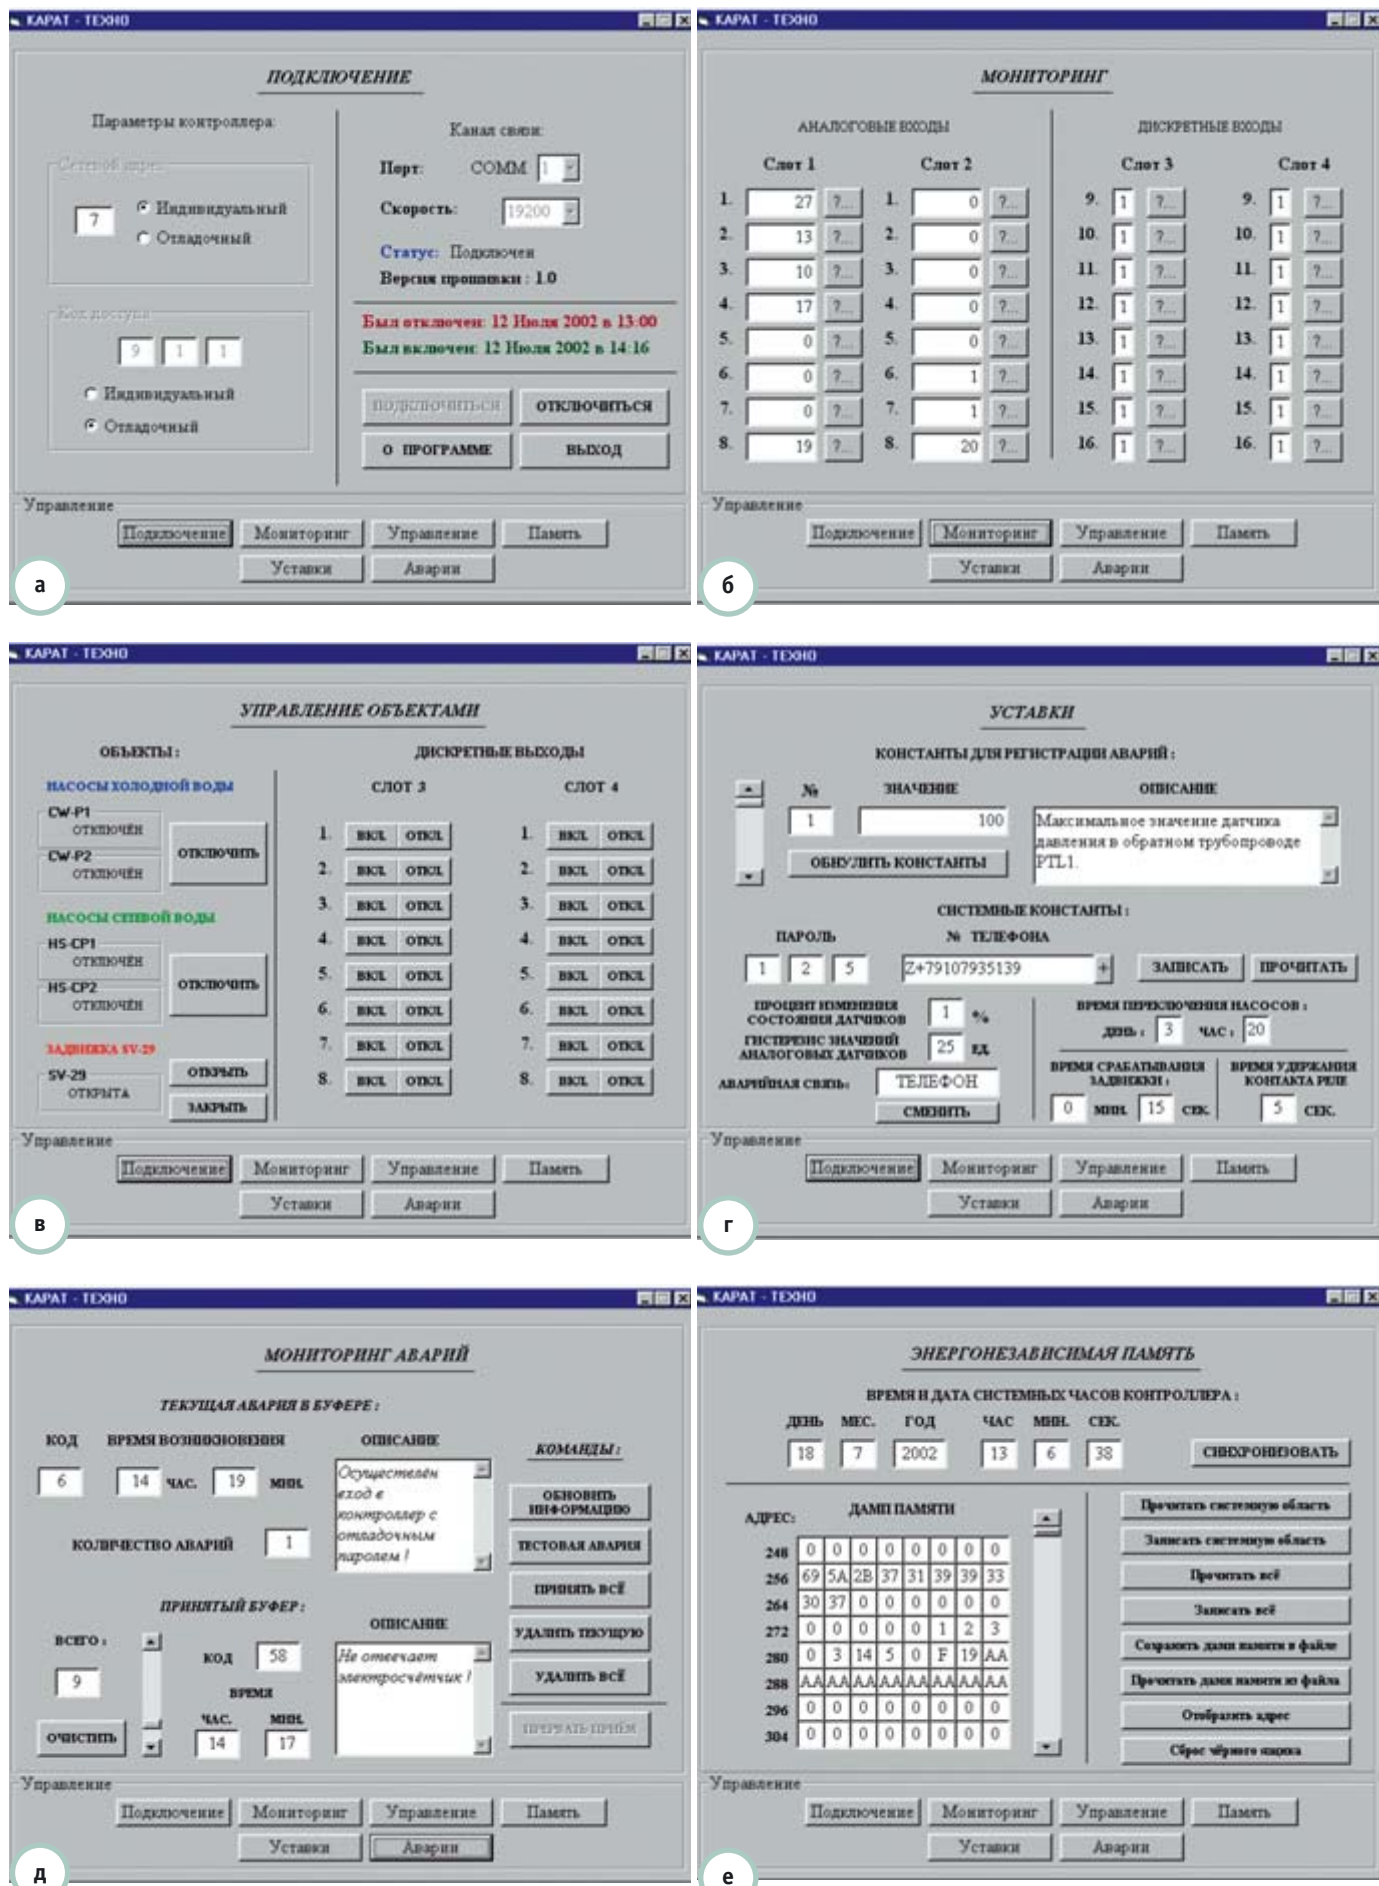 КАРАТ - ТЕХНО
ПОДКЛЮЧЕНИЕ
Параметры контроллера:
Сетевой адрес
7
Индивидуальный
Отладочный
Код доступа
9 1 1
Индивидуальный
Отладочный
Канал связи:
Порт: COMM 1
Скорость: 19200
Статус: Подключен
Версия прошивки : 1.0
Был отключен: 12 Июля 2002 в 13:00
Был включен: 12 Июля 2002 в 14:16
ПОДКЛЮЧИТЬСЯ ОТКЛЮЧИТЬСЯ
О ПРОГРАММЕ ВЫХОД
Управление
Подключение Мониторинг Управление Память
Уставки Аварии
а
КАРАТ - ТЕХНО
МОНИТОРИНГ
АНАЛОГОВЫЕ ВХОДЫ ДИСКРЕТНЫЕ ВХОДЫ
Слот 1 Слот 2 Слот 3 Слот 4
1. 27 ?... 1. 0 ?... 9. 1 ?... 9. 1 ?...
2. 13 ?... 2. 0 ?... 10. 1 ?... 10. 1 ?...
3. 10 ?... 3. 0 ?... 11. 1 ?... 11. 1 ?...
4. 17 ?... 4. 0 ?... 12. 1 ?... 12. 1 ?...
5. 0 ?... 5. 0 ?... 13. 1 ?... 13. 1 ?...
6. 0 ?... 6. 1 ?... 14. 1 ?... 14. 1 ?...
7. 0 ?... 7. 1 ?... 15. 1 ?... 15. 1 ?...
8. 19 ?... 8. 20 ?... 16. 1 ?... 16. 1 ?...
Управление
Подключение Мониторинг Управление Память
Уставки Аварии
б
КАРАТ - ТЕХНО
УПРАВЛЕНИЕ ОБЪЕКТАМИ
ОБЪЕКТЫ :
НАСОСЫ ХОЛОДНОЙ ВОДЫ
CW-P1
ОТКЛЮЧЁН
CW-P2
ОТКЛЮЧЁН
ОТКЛЮЧИТЬ
НАСОСЫ СЕТЕВОЙ ВОДЫ
HS-CP1
ОТКЛЮЧЁН
HS-CP2
ОТКЛЮЧЁН
ОТКЛЮЧИТЬ
ЗАДВИЖКА SV-29
SV-29
ОТКРЫТА
ОТКРЫТЬ
ЗАКРЫТЬ
ДИСКРЕТНЫЕ ВЫХОДЫ
СЛОТ 3 СЛОТ 4
1. ВКЛ. ОТКЛ. 1. ВКЛ. ОТКЛ.
2. ВКЛ. ОТКЛ. 2. ВКЛ. ОТКЛ.
3. ВКЛ. ОТКЛ. 3. ВКЛ. ОТКЛ.
4. ВКЛ. ОТКЛ. 4. ВКЛ. ОТКЛ.
5. ВКЛ. ОТКЛ. 5. ВКЛ. ОТКЛ.
6. ВКЛ. ОТКЛ. 6. ВКЛ. ОТКЛ.
7. ВКЛ. ОТКЛ. 7. ВКЛ. ОТКЛ.
8. ВКЛ. ОТКЛ. 8. ВКЛ. ОТКЛ.
Управление
Подключение Мониторинг Управление Память
Уставки Аварии
в
КАРАТ - ТЕХНО
УСТАВКИ
КОНСТАНТЫ ДЛЯ РЕГИСТРАЦИИ АВАРИЙ :
№ ЗНАЧЕНИЕ ОПИСАНИЕ
1 100
ОБНУЛИТЬ КОНСТАНТЫ
Максимальное значение датчика
давления в обратном трубопроводе
PTL1.
СИСТЕМНЫЕ КОНСТАНТЫ :
ПАРОЛЬ № ТЕЛЕФОНА
1 2 5 Z+79107935139 + ЗАПИСАТЬ ПРОЧИТАТЬ
ПРОЦЕНТ ИЗМЕНЕНИЯ
СОСТОЯНИЯ ДАТЧИКОВ 1 %
ГИСТЕРЕЗИС ЗНАЧЕНИЙ
АНАЛОГОВЫХ ДАТЧИКОВ 25 ЕД.
АВАРИЙНАЯ СВЯЗЬ: ТЕЛЕФОН
СМЕНИТЬ
ВРЕМЯ ПЕРЕКЛЮЧЕНИЯ НАСОСОВ :
ДЕНЬ : 3 ЧАС : 20
ВРЕМЯ СРАБАТЫВАНИЯ
ЗАДВИЖКИ :
0 МИН. 15 СЕК.
ВРЕМЯ УДЕРЖАНИЯ
КОНТАКТА РЕЛЕ
5 СЕК.
Управление
Подключение Мониторинг Управление Память
Уставки Аварии
г
КАРАТ - ТЕХНО
МОНИТОРИНГ АВАРИЙ
ТЕКУЩАЯ АВАРИЯ В БУФЕРЕ :
КОД ВРЕМЯ ВОЗНИКНОВЕНИЯ ОПИСАНИЕ
6 14 ЧАС. 19 МИН.
Осуществлён
вход в
контроллер с
отладочным
паролем !
КОЛИЧЕСТВО АВАРИЙ 1
ПРИНЯТЫЙ БУФЕР :
ВСЕГО :
9
ОЧИСТИТЬ
КОД 58
ВРЕМЯ
ЧАС. МИН.
14 17
ОПИСАНИЕ
Не отвечает
электросчётчик !
КОМАНДЫ :
ОБНОВИТЬ
ИНФОРМАЦИЮ
ТЕСТОВАЯ АВАРИЯ
ПРИНЯТЬ ВСЁ
УДАЛИТЬ ТЕКУЩУЮ
УДАЛИТЬ ВСЁ
ПРЕРВАТЬ ПРИЁМ
Управление
Подключение Мониторинг Управление Память
Уставки Аварии
д
КАРАТ - ТЕХНО
ЭНЕРГОНЕЗАВИСИМАЯ ПАМЯТЬ
ВРЕМЯ И ДАТА СИСТЕМНЫХ ЧАСОВ КОНТРОЛЛЕРА :
ДЕНЬ МЕС. ГОД ЧАС МИН. СЕК.
18 7 2002 13 6 38 СИНХРОНИЗОВАТЬ
АДРЕС: ДАМП ПАМЯТИ
248 0 0 0 0 0 0 0 0
256 69 5A 2B 37 31 39 39 33
264 30 37 0 0 0 0 0 0
272 0 0 0 0 0 1 2 3
280 0 3 14 5 0 F 19 AA
288 AA AA AA AA AA AA AA AA
296 0 0 0 0 0 0 0 0
304 0 0 0 0 0 0 0 0
Прочитать системную область
Записать системную область
Прочитать всё
Записать всё
Сохранить дамп памяти в файле
Прочитать дамп памяти из файла
Отобразить адрес
Сброс чёрного ящика
Управление
Подключение Мониторинг Управление Память
Уставки Аварии
е